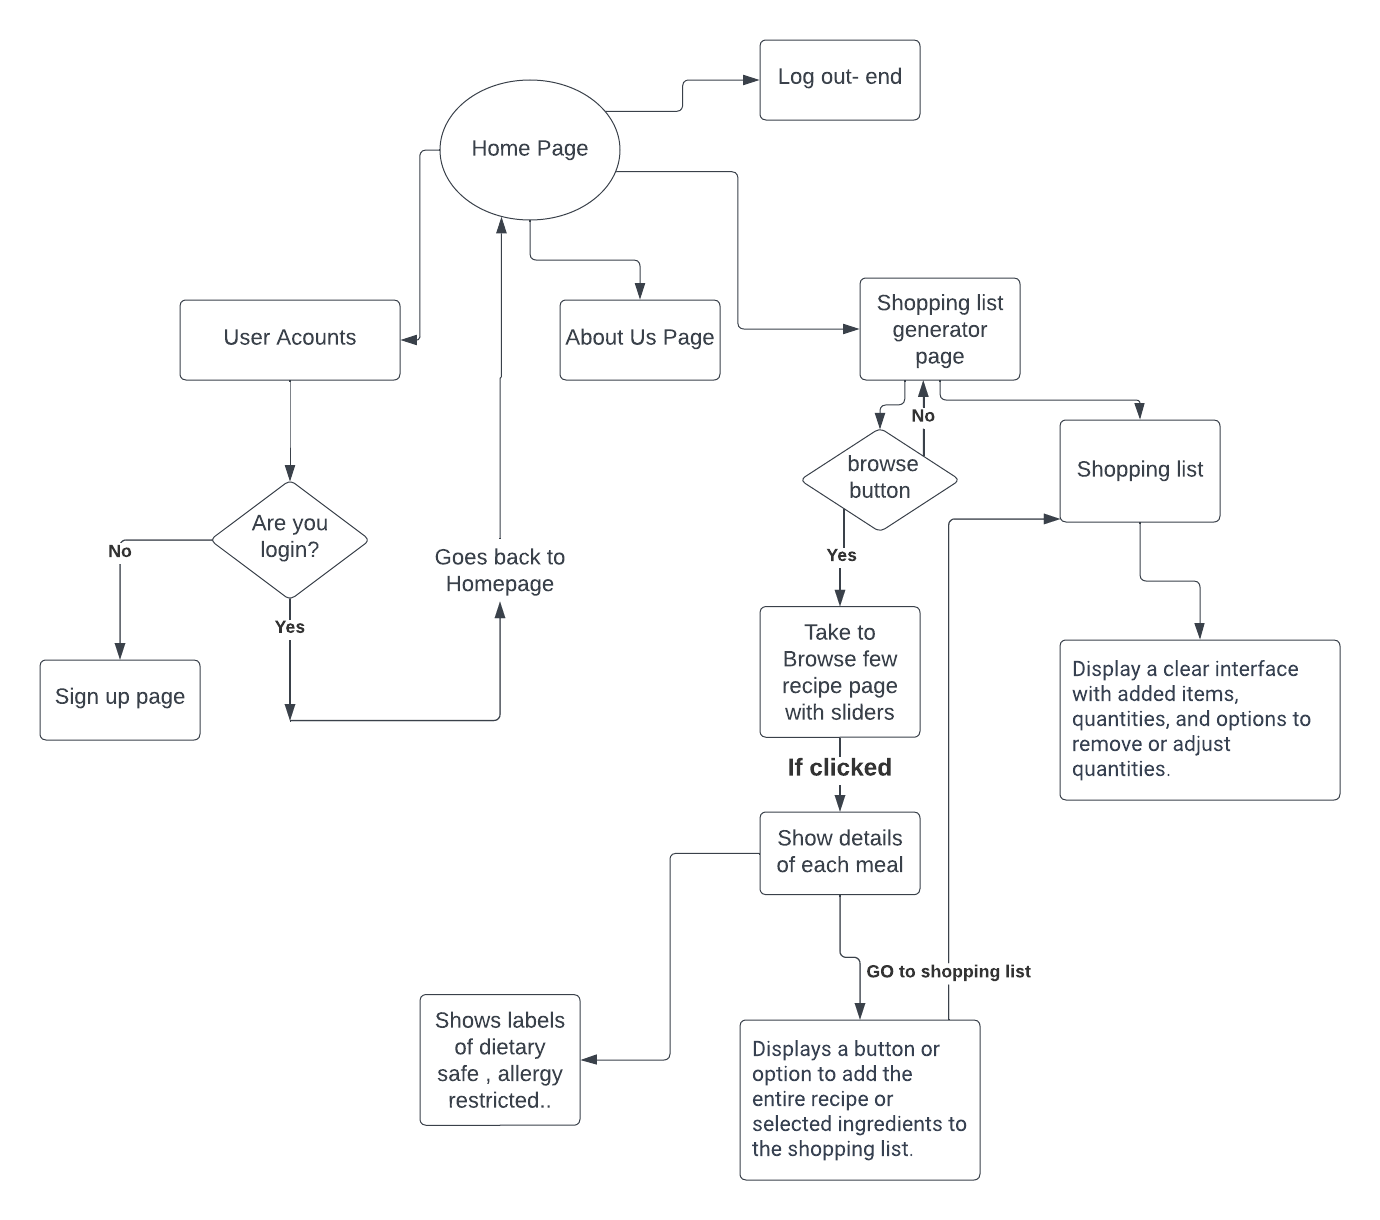 Log out- end
Home Page
User Acounts
About Us Page
Shopping list
generator
page
No
browse
button
Shopping list
Are you
login?
No
Goes back to
Homepage
Yes
Yes
Sign up page
Take to
Browse few
recipe page
with sliders
Display a clear interface
with added items,
quantities, and options to
remove or adjust
quantities.
If clicked
Show details
of each meal
GO to shopping list
Shows labels
of dietary
safe , allergy
restricted..
Displays a button or
option to add the
entire recipe or
selected ingredients to
the shopping list.